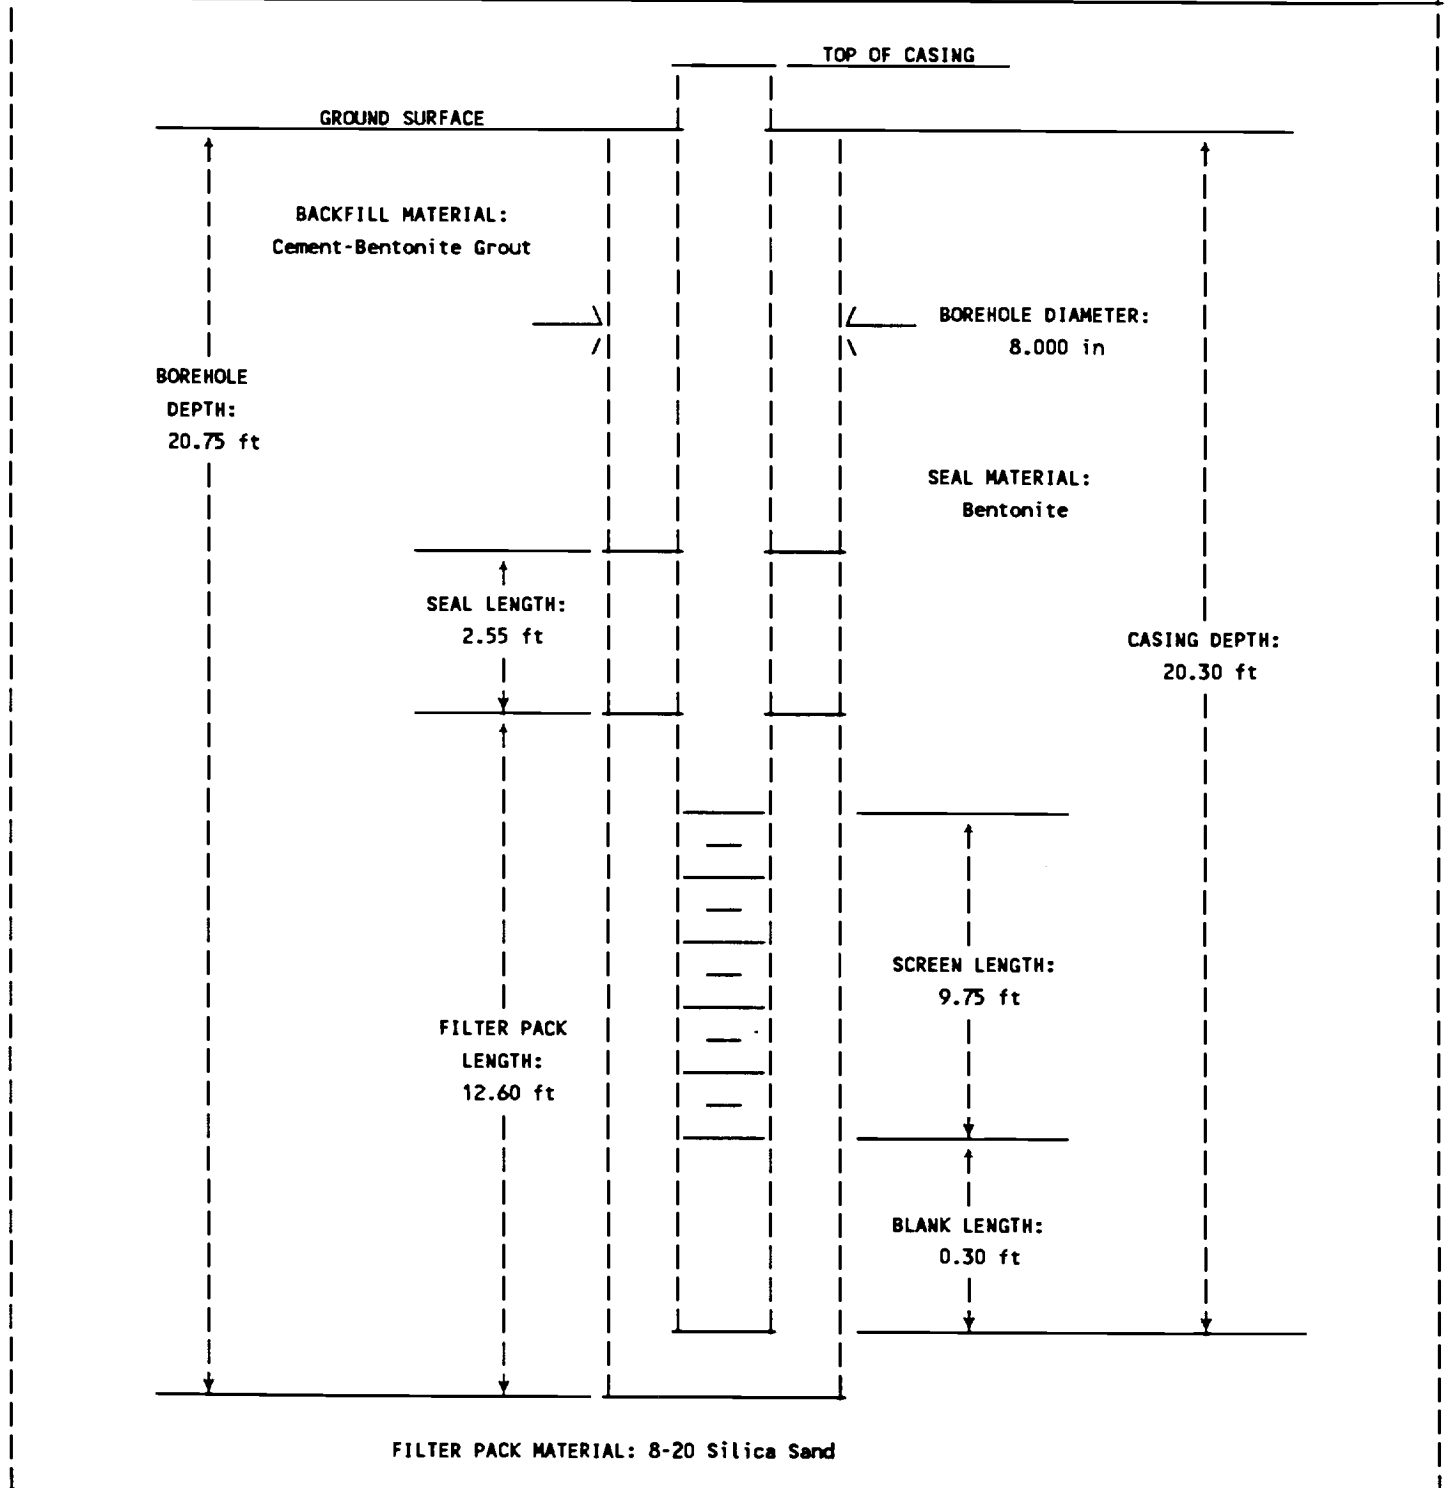 TOP OF CASING
GROUND SURFACE
BACKFILL MATERIAL:
Cement-Bentonite Grout
BOREHOLE DIAMETER:
8.000 in
BOREHOLE
DEPTH:
20.75 ft
SEAL MATERIAL:
Bentonite
SEAL LENGTH:
2.55 ft
CASING DEPTH:
20.30 ft
SCREEN LENGTH:
9.75 ft
FILTER PACK
LENGTH:
12.60 ft
BLANK LENGTH:
0.30 ft
FILTER PACK MATERIAL: 8-20 Silica Sand